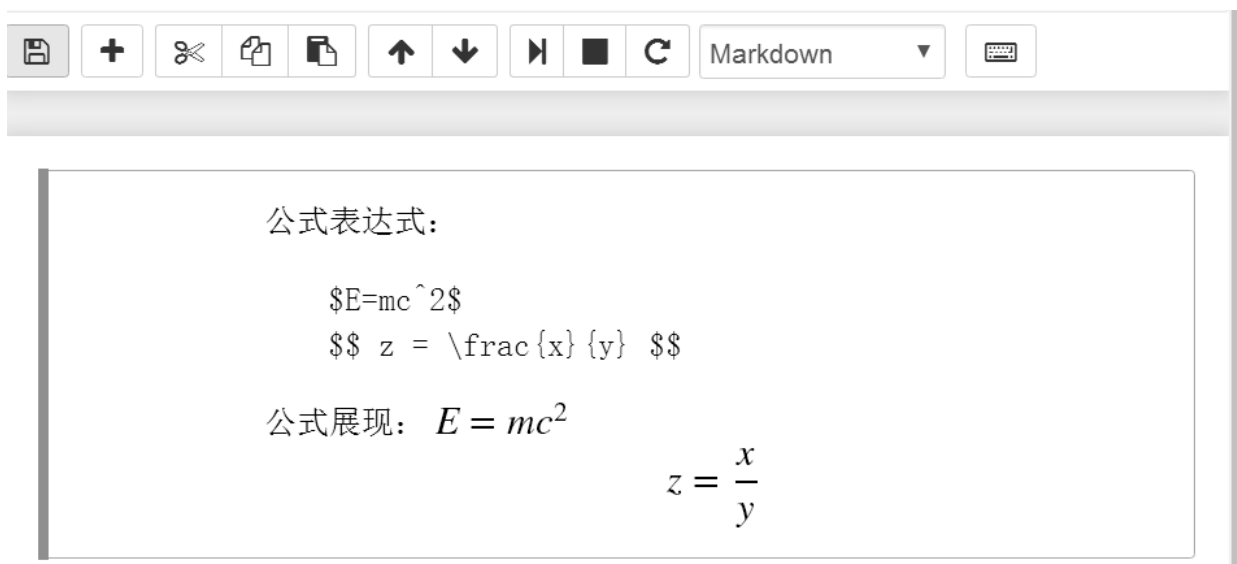 Markdown
公式表达式：
$E=mc^2$
$$ z = \frac{x}{y} $$
公式展现： E = mc²
z = x/y